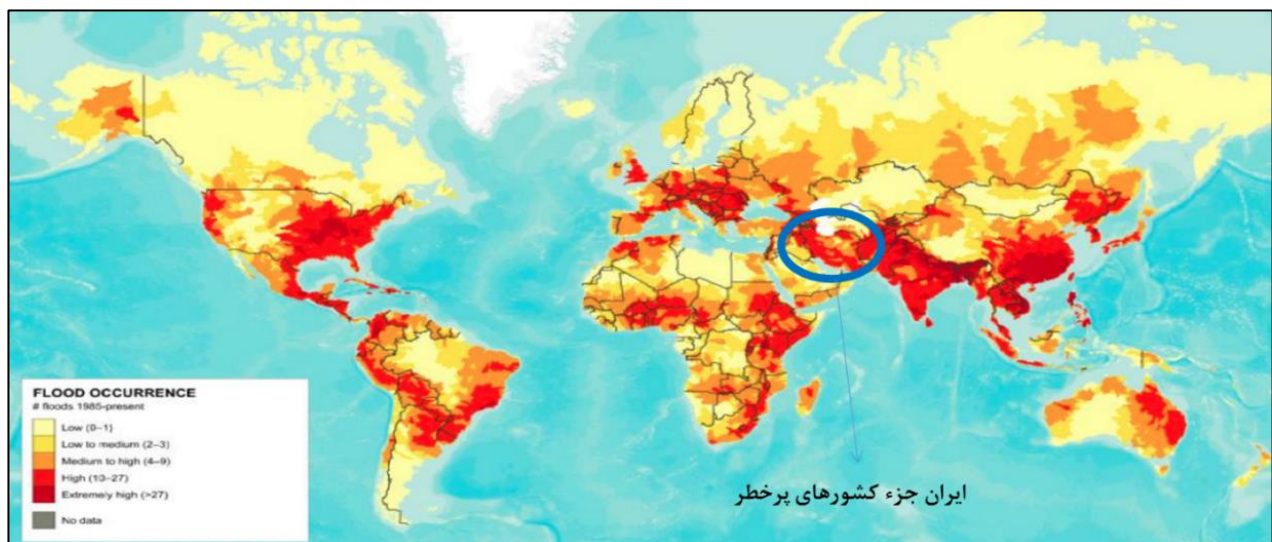 FLOOD OCCURRENCE
# floods 1985-present
Low (0–1)
Low to medium (2–3)
Medium to high (4–9)
High (10–27)
Extremely high (>27)
No data
ایران جزء کشورهای پرخطر